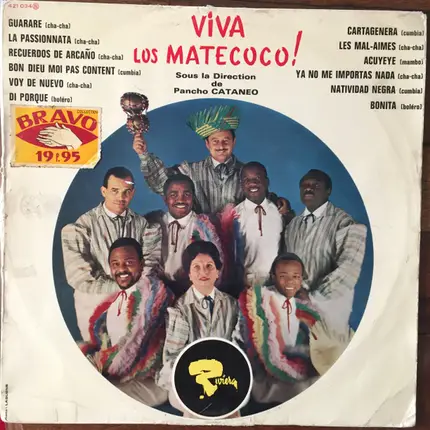 421 034
VIVA
LOS MATECOCO!
Sous la Direction
de
Pancho CATANEO
GUARARE (cha-cha)
LA PASSIONNATA (cha-cha)
RECUERDOS DE ARCAÑO (cha-cha)
BON DIEU MOI PAS CONTENT (cumbia)
VOY DE NUEVO (cha-cha)
DI PORQUE (boléro)
CARTAGENERA (cumbia)
LES MAL-AIMES (cha-cha)
ACUYEYE (mambo)
YA NO ME IMPORTAS NADA (cha-cha)
NATIVIDAD NEGRA (cumbia)
BONITA (boléro)
BRAVO
19F.95
Riviera